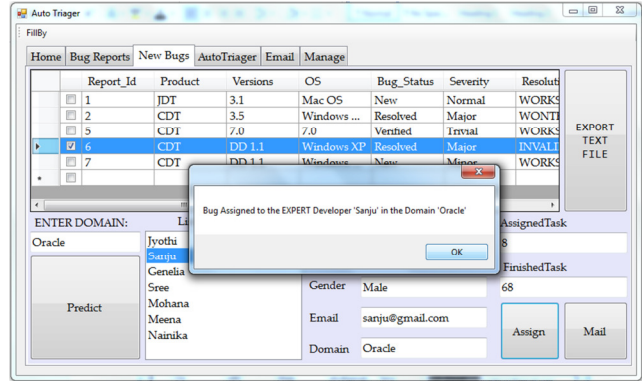 Auto Triager
FillBy
Home Bug Reports New Bugs AutoTriager Email Manage
Report_Id Product Versions OS Bug_Status Severity Resoluti
1 JDT 3.1 Mac OS New Normal WORKS
2 CDT 3.5 Windows ... Resolved Major WONTI
5 CDT 7.0 7.0 Verified Trivial WORKS
6 CDT DD 1.1 Windows XP Resolved Major INVALI
7 CDT DD 1.1 Windows New Minor WORKS
EXPORT
TEXT
FILE
Bug Assigned to the EXPERT Developer 'Sanju' in the Domain 'Oracle'
OK
ENTER DOMAIN:
Oracle
Predict
Li
Jyothi
Sanju
Genelia
Sree
Mohana
Meena
Nainika
Gender Male
Email sanju@gmail.com
Domain Oracle
AssignedTask
8
FinishedTask
68
Assign
Mail